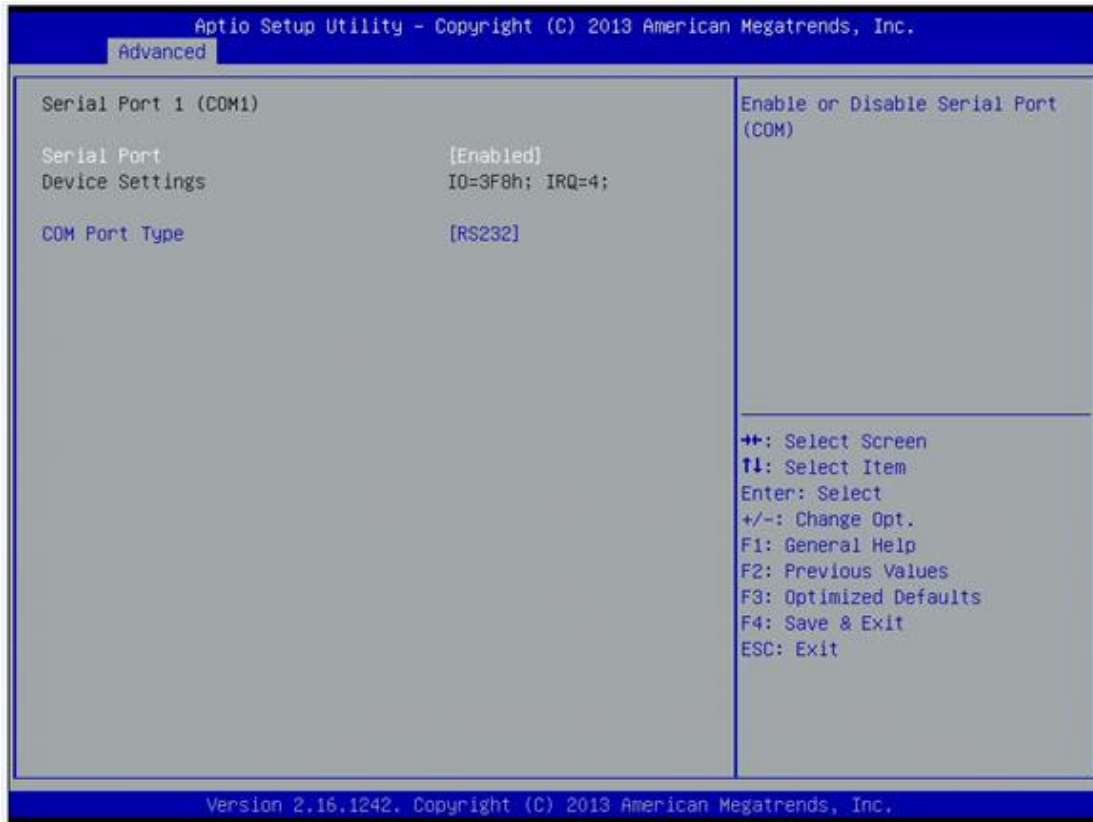 Aptio Setup Utility – Copyright (C) 2013 American Megatrends, Inc.
Advanced
Serial Port 1 (COM1)
Serial Port [Enabled]
Device Settings IO=3F8h; IRQ=4;
COM Port Type [RS232]
Enable or Disable Serial Port
(COM)
→←: Select Screen
↑↓: Select Item
Enter: Select
+/-: Change Opt.
F1: General Help
F2: Previous Values
F3: Optimized Defaults
F4: Save & Exit
ESC: Exit
Version 2.16.1242. Copyright (C) 2013 American Megatrends, Inc.